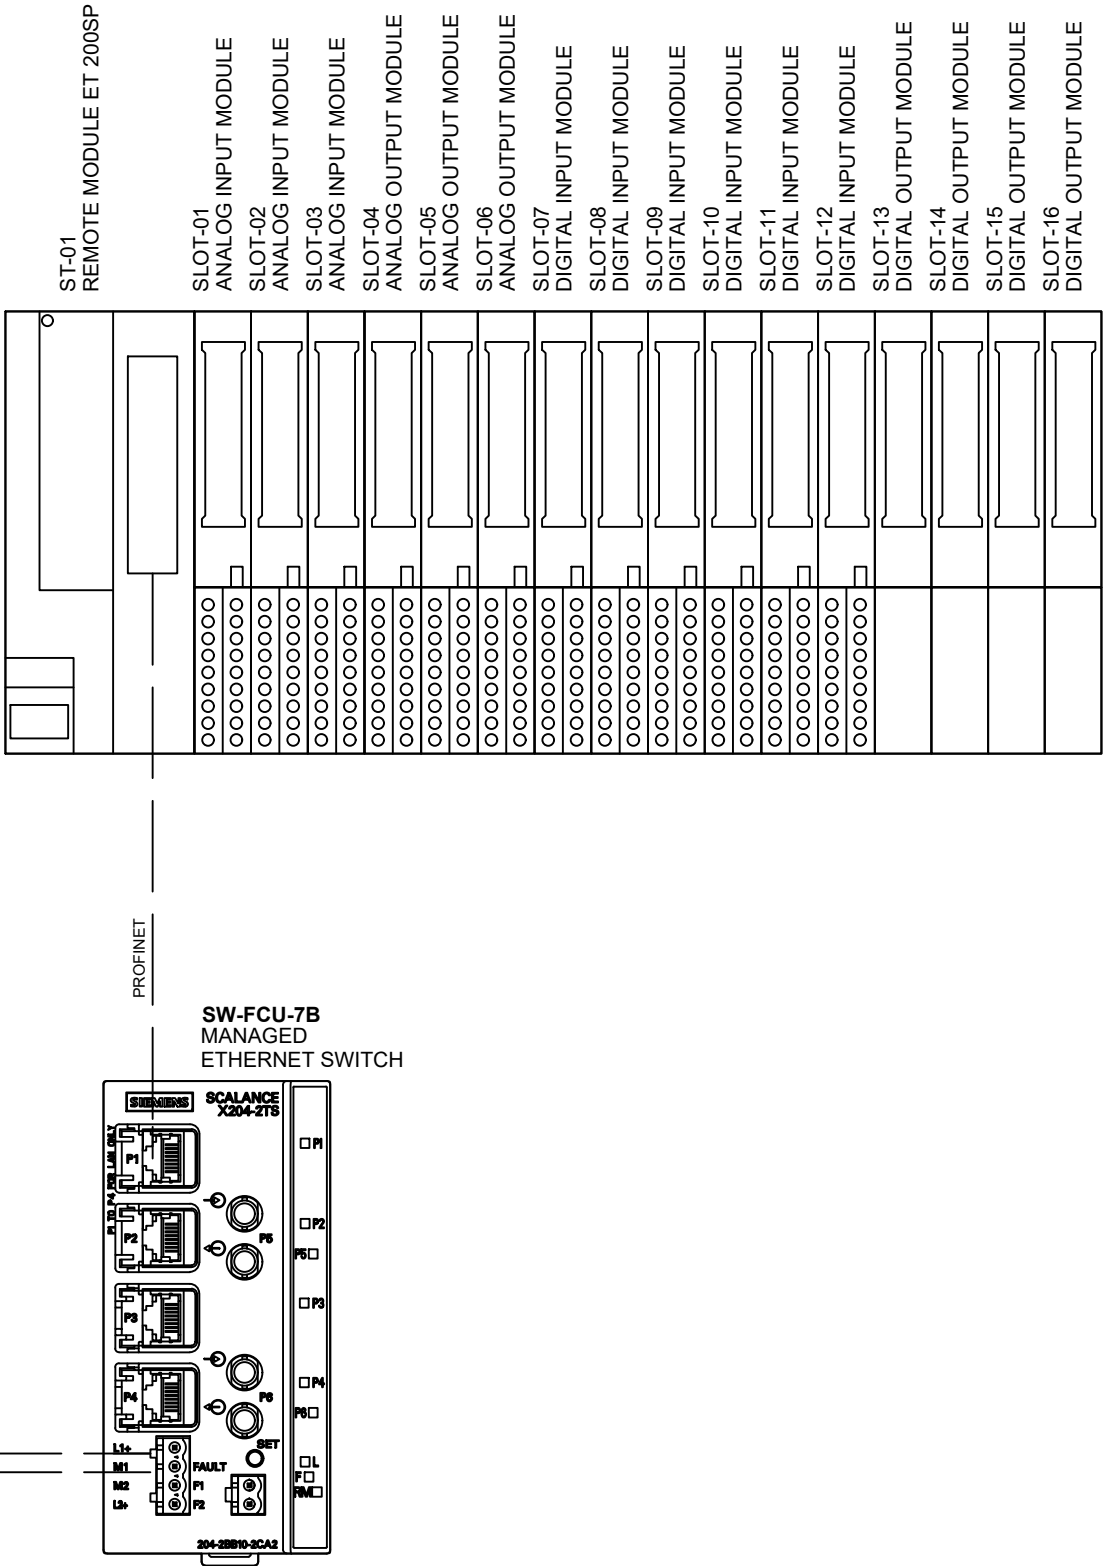 ST-01
REMOTE MODULE ET 200SP
SLOT-01
ANALOG INPUT MODULE
SLOT-02
ANALOG INPUT MODULE
SLOT-03
ANALOG INPUT MODULE
SLOT-04
ANALOG OUTPUT MODULE
SLOT-05
ANALOG OUTPUT MODULE
SLOT-06
ANALOG OUTPUT MODULE
SLOT-07
DIGITAL INPUT MODULE
SLOT-08
DIGITAL INPUT MODULE
SLOT-09
DIGITAL INPUT MODULE
SLOT-10
DIGITAL INPUT MODULE
SLOT-11
DIGITAL INPUT MODULE
SLOT-12
DIGITAL INPUT MODULE
SLOT-13
DIGITAL OUTPUT MODULE
SLOT-14
DIGITAL OUTPUT MODULE
SLOT-15
DIGITAL OUTPUT MODULE
SLOT-16
DIGITAL OUTPUT MODULE
PROFINET
SW-FCU-7B
MANAGED
ETHERNET SWITCH
SIEMENS
SCALANCE
X204-2TS
P1 TO P4 FOR LAN ONLY
P1
P1
P2
P5
P2
P5
P3
P3
P4
P6
P4
P6
SET
L1+
M1
FAULT
M2
F1
L2+
F2
L
F
RM
204-2BB10-2CA2